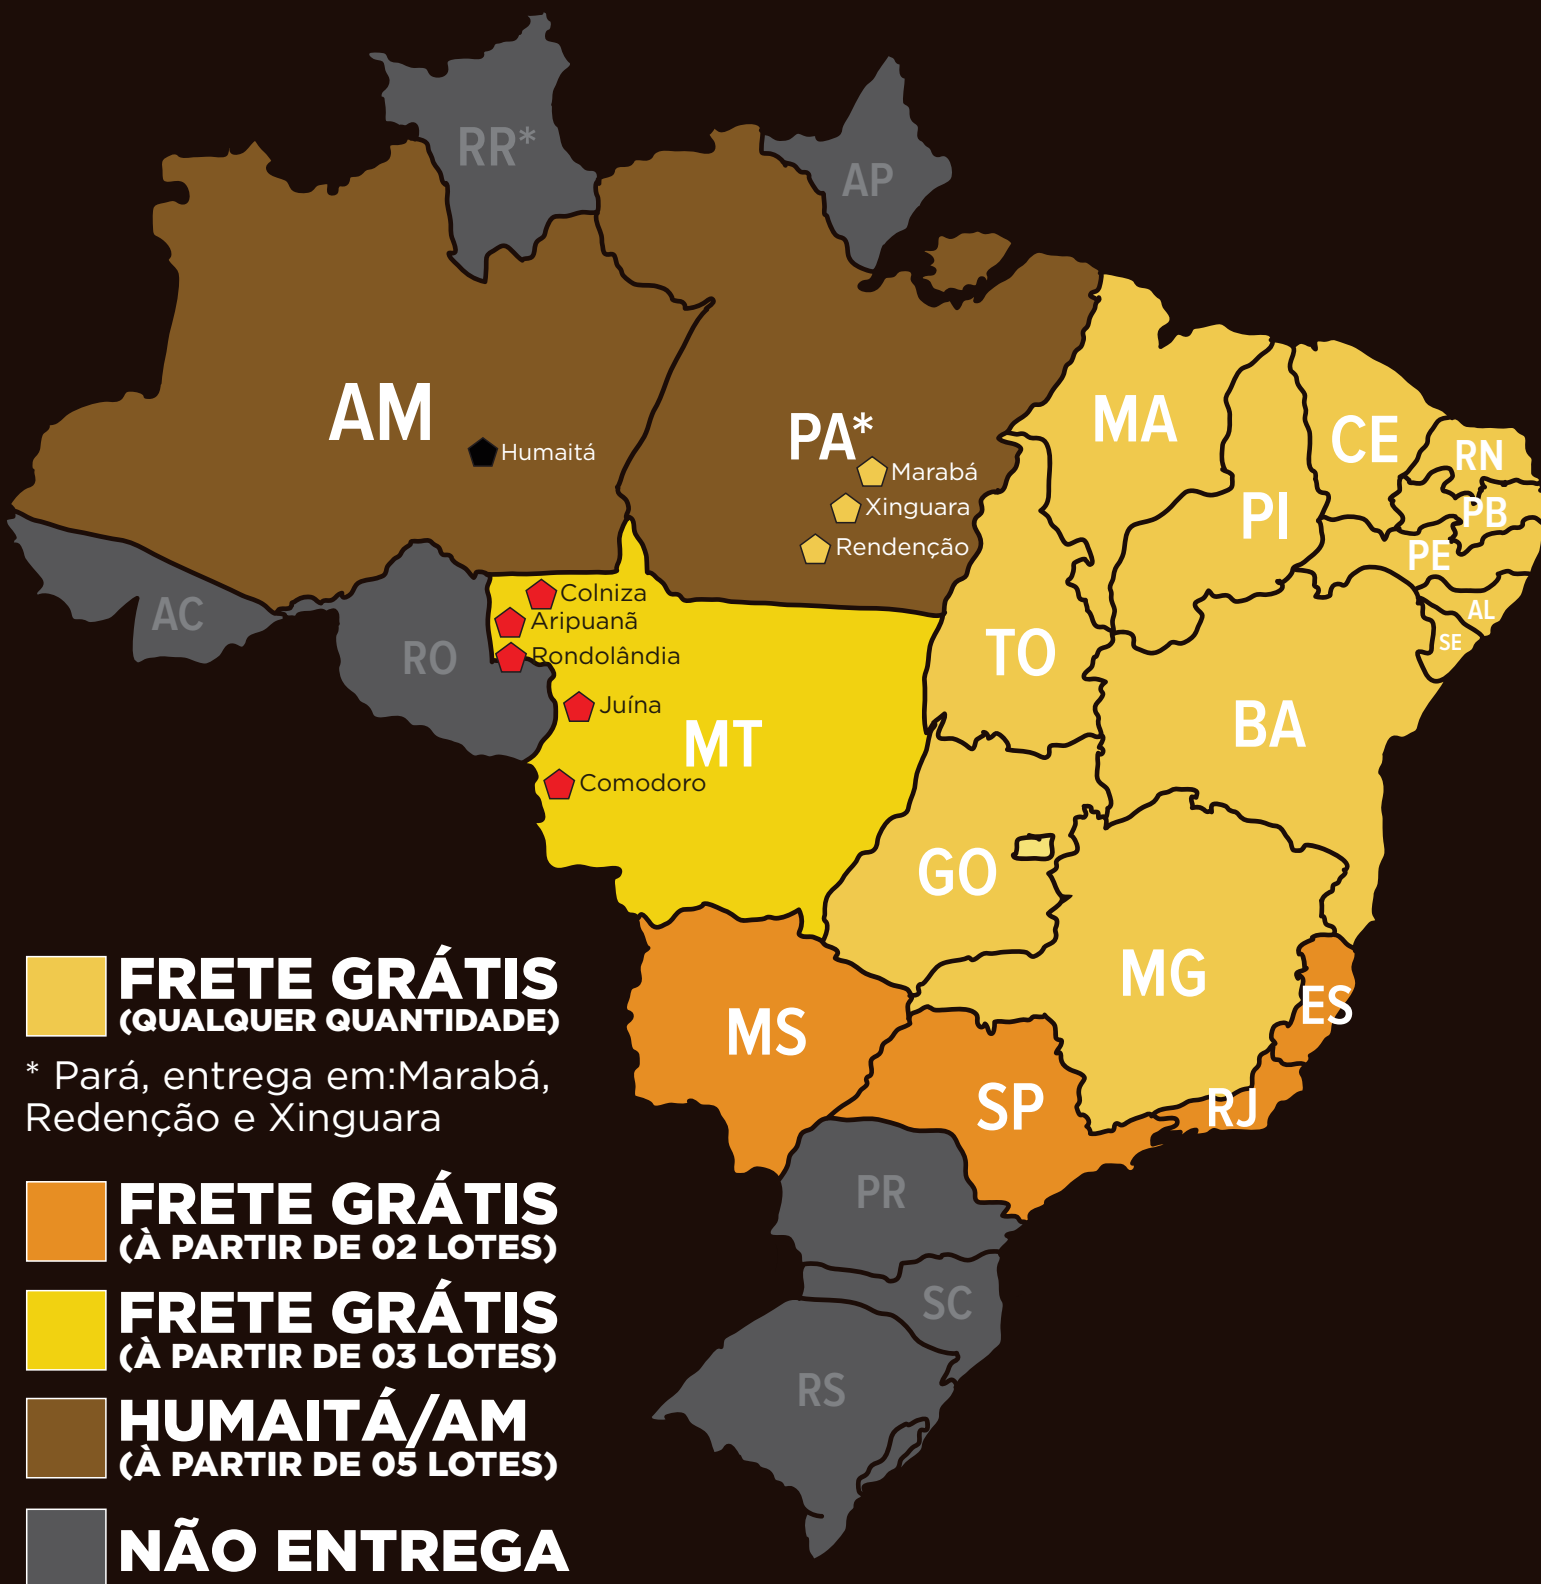 RR*
AP
AM
Humaitá
PA*
Marabá
Xinguara
Rendenção
MA
CE
RN
PI
PB
PE
AL
SE
AC
RO
Colniza
Aripuanã
Rondolândia
Juína
Comodoro
MT
TO
BA
GO
MG
ES
MS
SP
RJ
PR
SC
RS
FRETE GRÁTIS
(QUALQUER QUANTIDADE)
* Pará, entrega em:Marabá,
Redenção e Xinguara
FRETE GRÁTIS
(À PARTIR DE 02 LOTES)
FRETE GRÁTIS
(À PARTIR DE 03 LOTES)
HUMAITÁ/AM
(À PARTIR DE 05 LOTES)
NÃO ENTREGA